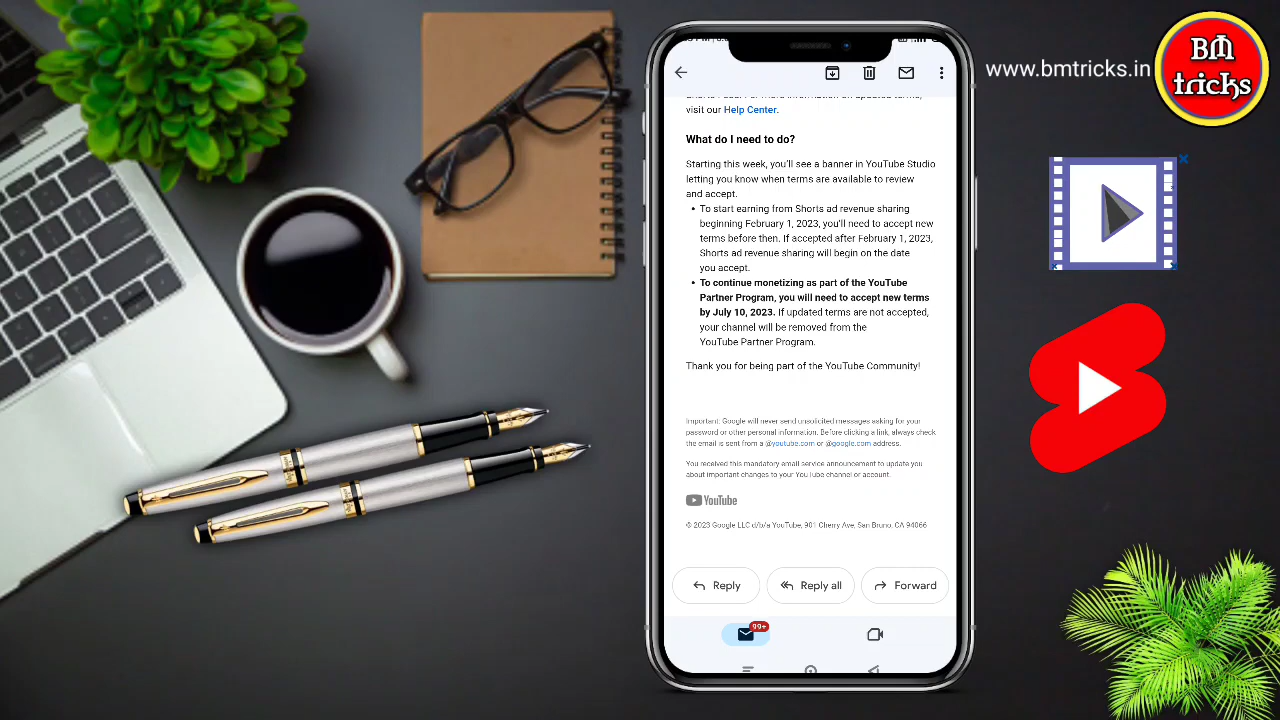 www.bmtricks.in
BM
tricks
visit our Help Center.
What do I need to do?
Starting this week, you'll see a banner in YouTube Studio
letting you know when terms are available to review
and accept.
• To start earning from Shorts ad revenue sharing
beginning February 1, 2023, you'll need to accept new
terms before then. If accepted after February 1, 2023,
Shorts ad revenue sharing will begin on the date
you accept.
• To continue monetizing as part of the YouTube
Partner Program, you will need to accept new terms
by July 10, 2023. If updated terms are not accepted,
your channel will be removed from the
YouTube Partner Program.
Thank you for being part of the YouTube Community!
Important: Google will never send unsolicited messages asking for your
password or other personal information. Before clicking a link, always check
the email is sent from a @youtube.com or @google.com address.
You received this mandatory email service announcement to update you
about important changes to your YouTube channel or account.
YouTube
© 2023 Google LLC d/b/a YouTube, 901 Cherry Ave, San Bruno, CA 94066
Reply
Reply all
Forward
99+